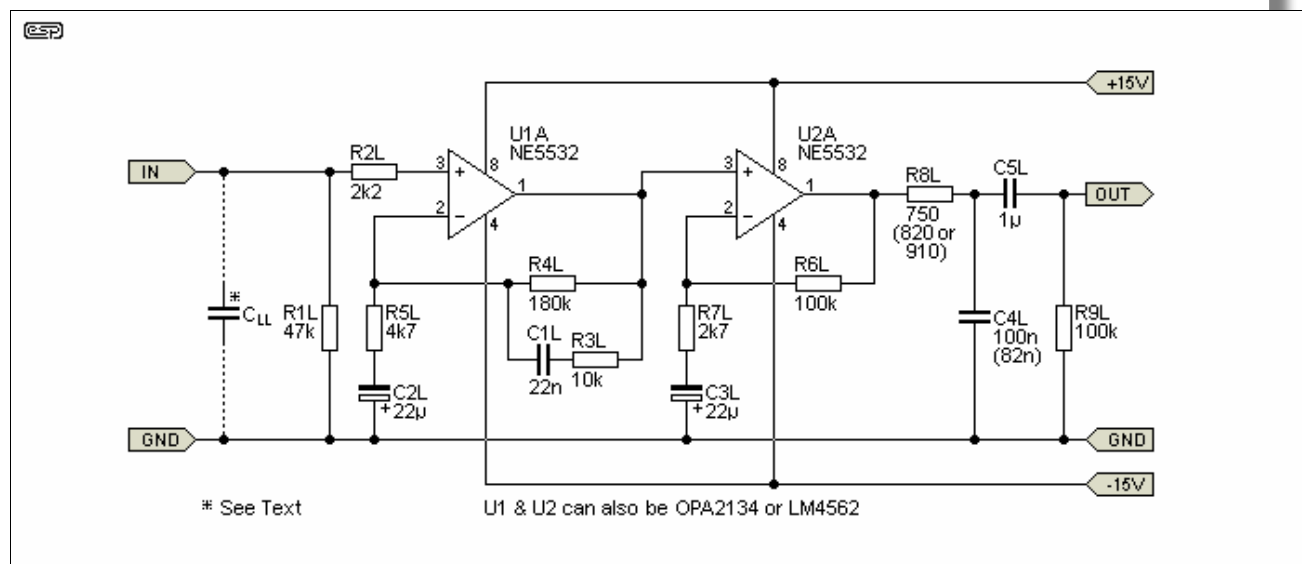 esp
+15V
U1A
NE5532
U2A
NE5532
IN
R2L
2k2
3
+
8
1
2
−
4
3
+
8
1
2
−
4
R8L
750
(820 or
910)
C5L
1µ
OUT
*
CLL
R1L
47k
R5L
4k7
C2L
+22µ
R4L
180k
C1L
22n
R3L
10k
R6L
100k
R7L
2k7
C3L
+22µ
C4L
100n
(82n)
R9L
100k
GND
GND
-15V
* See Text
U1 & U2 can also be OPA2134 or LM4562